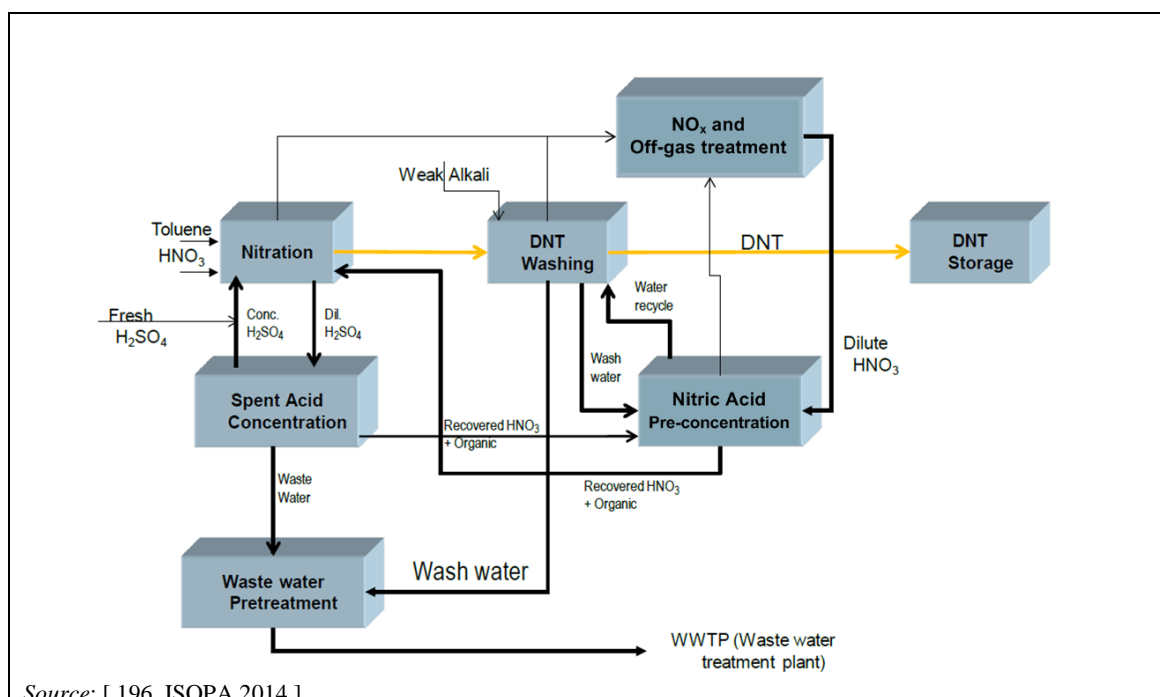 NOₓ and
Off-gas treatment
Weak Alkali
Toluene
HNO₃
Nitration
DNT
Washing
DNT
DNT
Storage
Water
recycle
Fresh
H₂SO₄
Conc.
H₂SO₄
Dil.
H₂SO₄
Dilute
HNO₃
Wash
water
Spent Acid
Concentration
Nitric Acid
Pre-concentration
Recovered HNO₃
+ Organic
Waste
Water
Recovered HNO₃
+ Organic
Waste water
Pretreatment
Wash water
WWTP (Waste water
treatment plant)
Source: [ 196, ISOPA 2014 ]